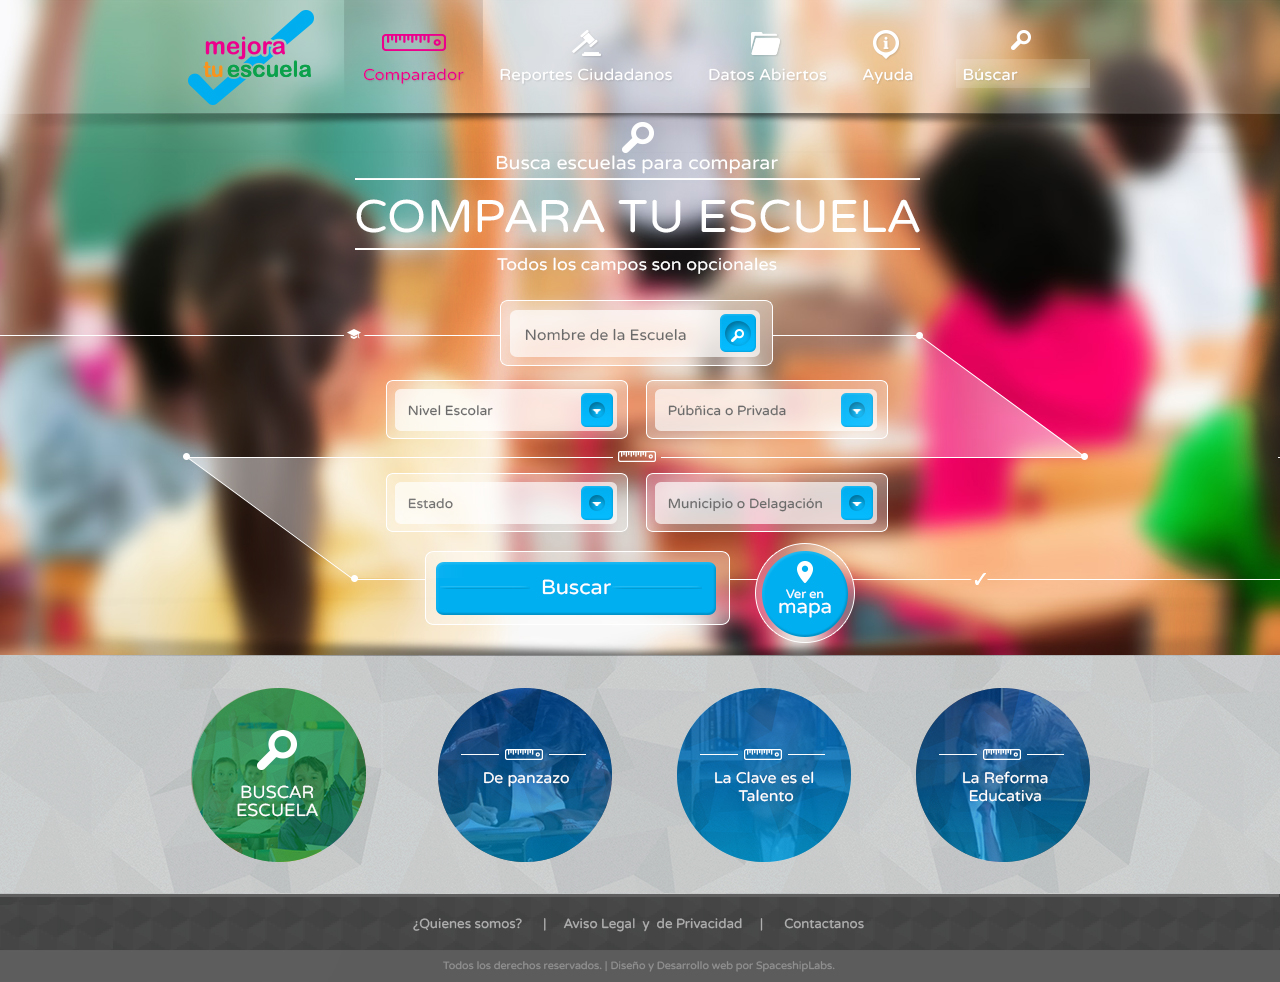 mejora
tu escuela
Comparador
Reportes Ciudadanos
Datos Abiertos
Ayuda
Búscar
Busca escuelas para comparar
COMPARA TU ESCUELA
Todos los campos son opcionales
Nombre de la Escuela
Nivel Escolar
Púbñica o Privada
Estado
Municipio o Delagación
Buscar
Ver en
mapa
BUSCAR
ESCUELA
De panzazo
La Clave es el
Talento
La Reforma
Educativa
¿Quienes somos? | Aviso Legal y de Privacidad | Contactanos
Todos los derechos reservados. | Diseño y Desarrollo web por SpaceshipLabs.